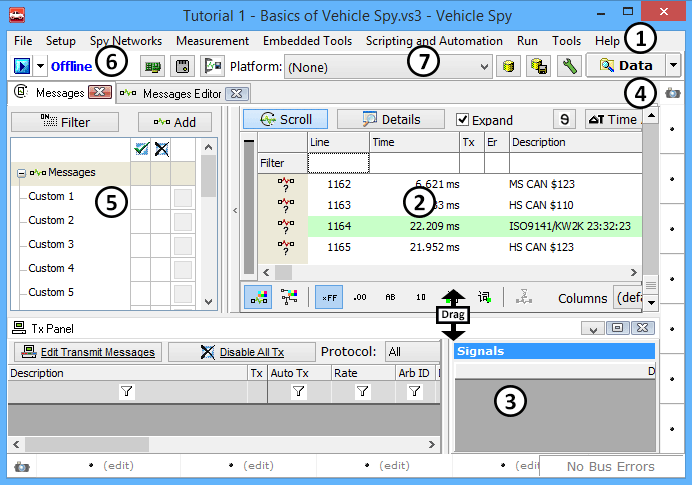 Tutorial 1 - Basics of Vehicle Spy.vs3 - Vehicle Spy
File Setup Spy Networks Measurement Embedded Tools Scripting and Automation Run Tools Help 1
Offline 6 Platform: (None) 7 Data
Messages Messages Editor 4
Filter Add Scroll Details Expand 9 ΔT Time
Line Time Tx Er Description
Filter
Messages
Custom 1
Custom 2
Custom 3
Custom 4
Custom 5
5
? 1162 6.621 ms MS CAN $123
? 1163 33 ms HS CAN $110
2
? 1164 22.209 ms ISO9141/KW2K 23:32:23
? 1165 21.952 ms HS CAN $123
×FF .00 AB 10 Columns (defa
Drag
Tx Panel
Edit Transmit Messages Disable All Tx Protocol: All
Description Tx Auto Tx Rate Arb ID
Signals
D
3
(edit) (edit) (edit) (edit) No Bus Errors